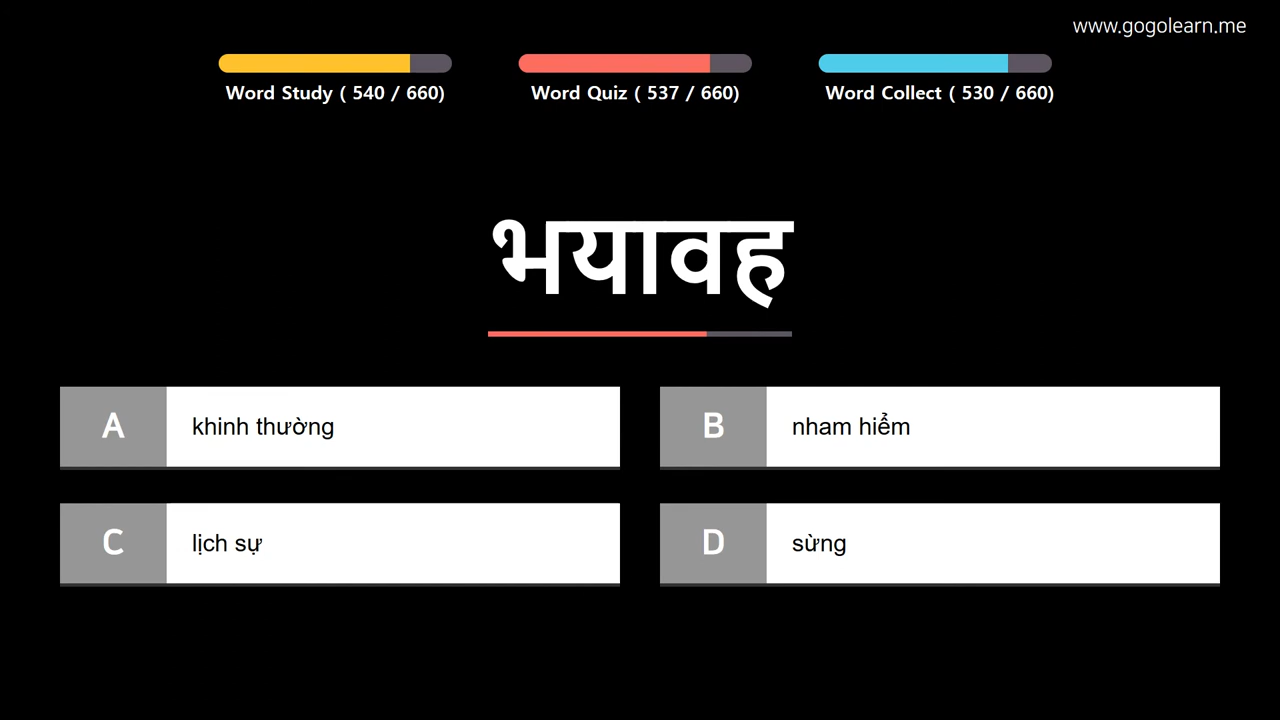 www.gogolearn.me
Word Study ( 540 / 660)
Word Quiz ( 537 / 660)
Word Collect ( 530 / 660)
भयावह
A khinh thường
B nham hiểm
C lịch sự
D sừng